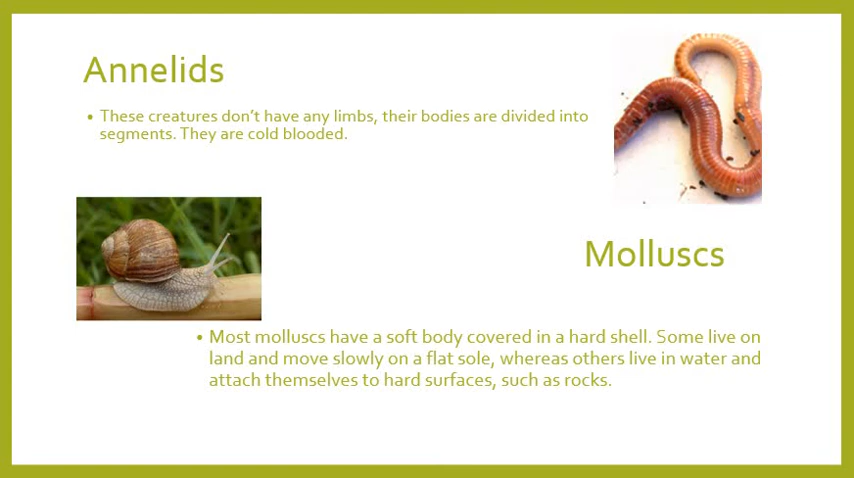 Annelids
• These creatures don’t have any limbs, their bodies are divided into
segments. They are cold blooded.
Molluscs
• Most molluscs have a soft body covered in a hard shell. Some live on
land and move slowly on a flat sole, whereas others live in water and
attach themselves to hard surfaces, such as rocks.